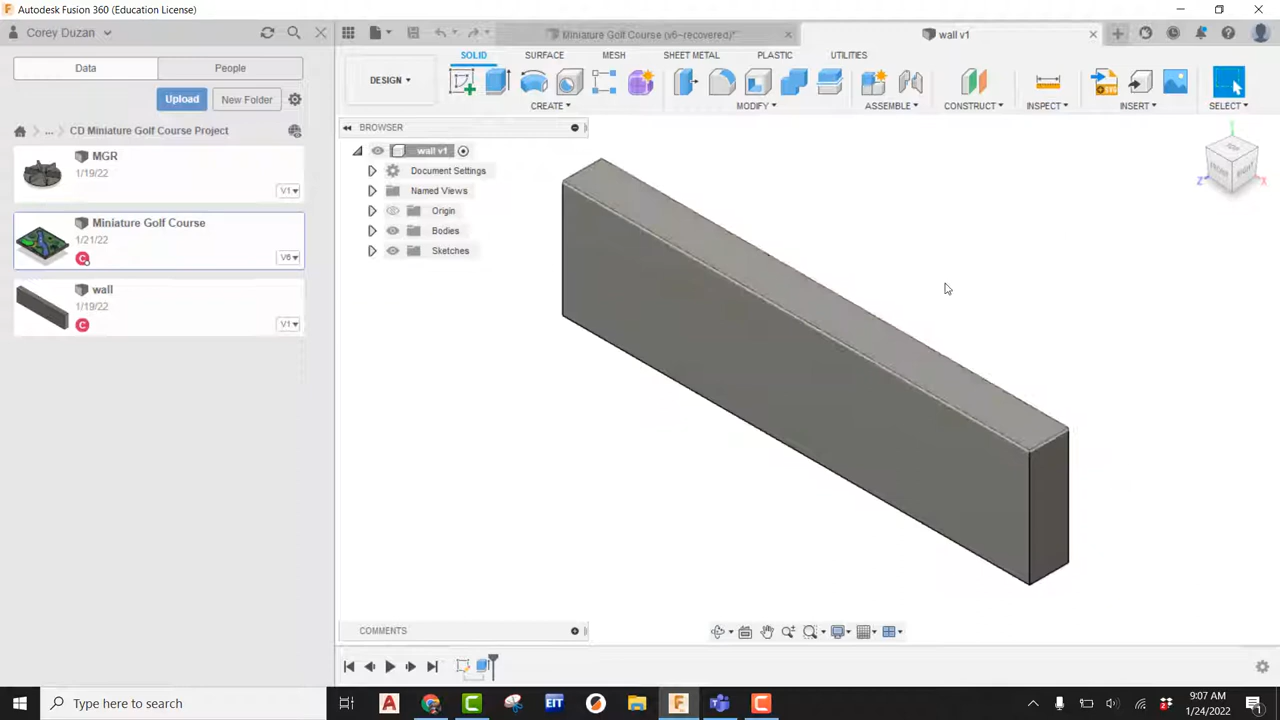 Autodesk Fusion 360 (Education License)
Corey Duzan
Miniature Golf Course (v6~recovered)*
wall v1
Data
People
SOLID
SURFACE
MESH
SHEET METAL
PLASTIC
UTILITIES
DESIGN
CREATE
MODIFY
ASSEMBLE
CONSTRUCT
INSPECT
INSERT
SELECT
Upload
New Folder
... CD Miniature Golf Course Project
BROWSER
MGR
1/19/22
V1
Miniature Golf Course
1/21/22
C
V6
wall
1/19/22
C
V1
wall v1
Document Settings
Named Views
Origin
Bodies
Sketches
TOP
FRONT
RIGHT
Z
X
COMMENTS
Type here to search
A
C
EIT
F
C
9:07 AM
1/24/2022